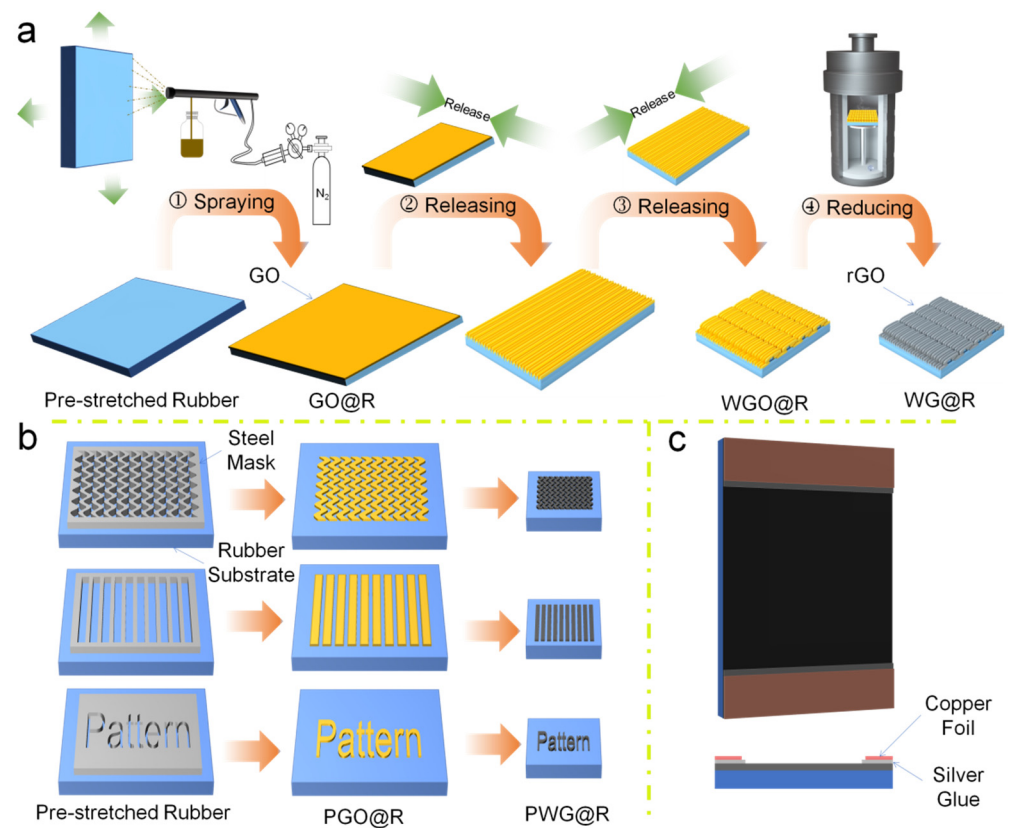 a
Release
Release
N2
① Spraying
② Releasing
③ Releasing
④ Reducing
GO
rGO
Pre-stretched Rubber
GO@R
WGO@R
WG@R
b
Steel
Mask
Rubber
Substrate
Pattern
Pattern
Pattern
Pre-stretched Rubber
PGO@R
PWG@R
c
Copper
Foil
Silver
Glue